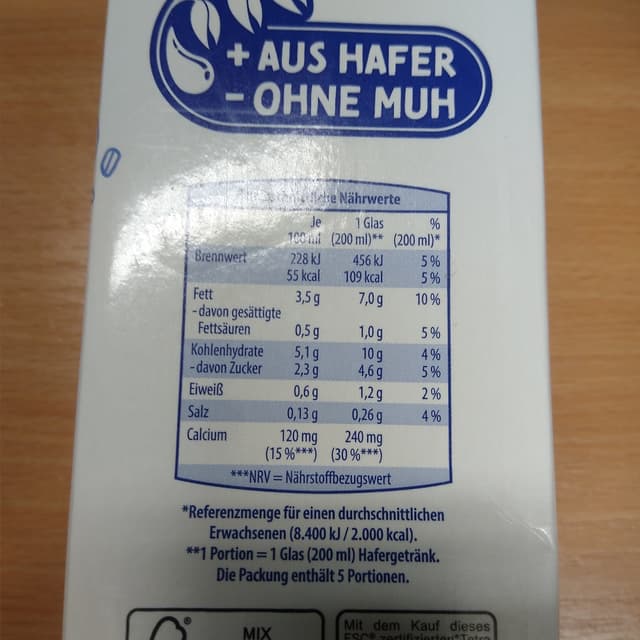 + AUS HAFER
- OHNE MUH
Nährwerte
Je 1 Glas %
100 ml (200 ml)** (200 ml)*
Brennwert 228 kJ 456 kJ 5 %
55 kcal 109 kcal 5 %
Fett 3,5 g 7,0 g 10 %
- davon gesättigte
Fettsäuren 0,5 g 1,0 g 5 %
Kohlenhydrate 5,1 g 10 g 4 %
- davon Zucker 2,3 g 4,6 g 5 %
Eiweiß 0,6 g 1,2 g 2 %
Salz 0,13 g 0,26 g 4 %
Calcium 120 mg 240 mg
(15 %***) (30 %***)
***NRV = Nährstoffbezugswert
*Referenzmenge für einen durchschnittlichen
Erwachsenen (8.400 kJ / 2.000 kcal).
**1 Portion = 1 Glas (200 ml) Hafergetränk.
Die Packung enthält 5 Portionen.
MIX
Mit dem Kauf dieses
FSC® zertifizierten Tetra